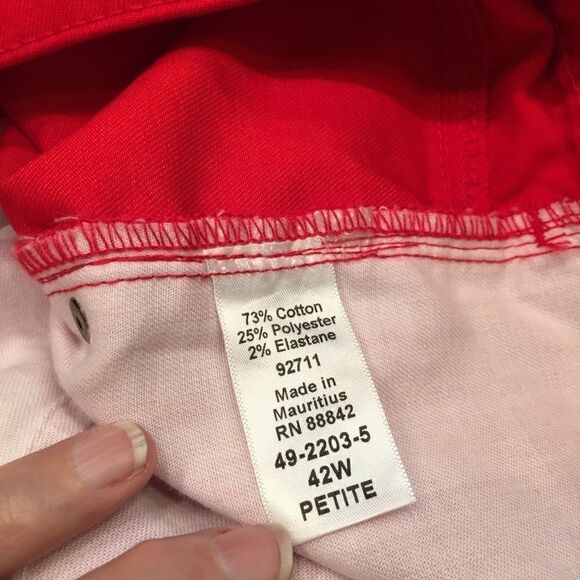 73% Cotton
25% Polyester
2% Elastane
92711
Made in
Mauritius
RN 88842
49-2203-5
42W
PETITE